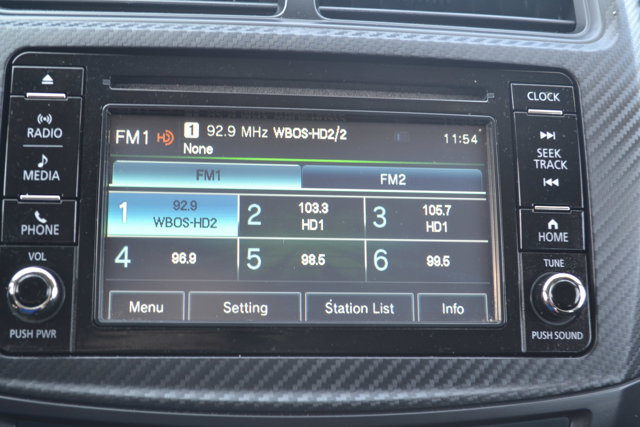 CLOCK
RADIO
MEDIA
PHONE
VOL
PUSH PWR
FM1 HD 1 92.9 MHz WBOS-HD2/2 11:54
None
FM1 FM2
1 92.9 WBOS-HD2
2 103.3 HD1
3 105.7 HD1
4 96.9
5 98.5
6 99.5
Menu Setting Station List Info
SEEK
TRACK
HOME
TUNE
PUSH SOUND